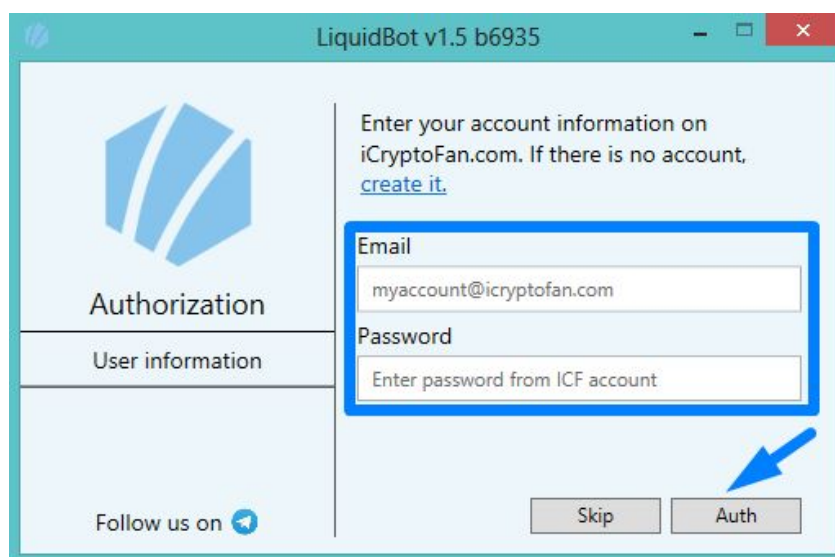 LiquidBot v1.5 b6935
Authorization
User information
Follow us on
Enter your account information on
iCryptoFan.com. If there is no account,
create it.
Email
myaccount@icryptofan.com
Password
Enter password from ICF account
Skip
Auth